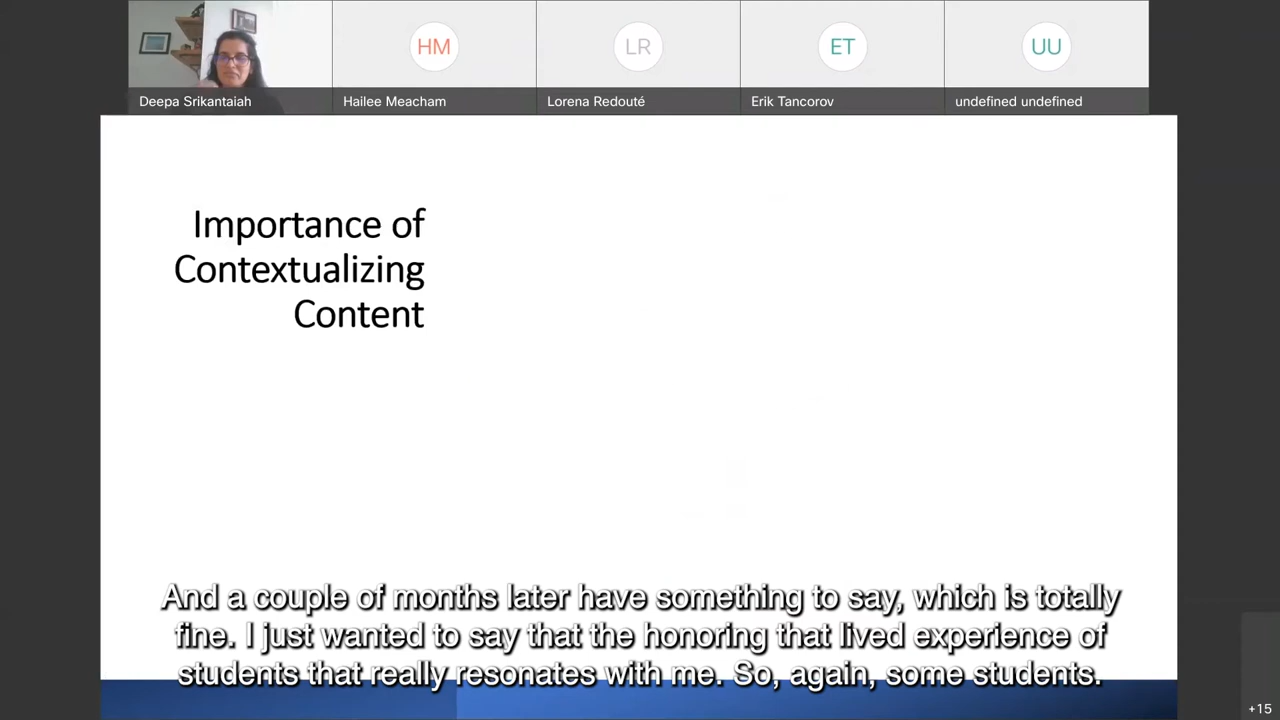 HM
LR
ET
UU
Deepa Srikantaiah
Hailee Meacham
Lorena Redouté
Erik Tancorov
undefined undefined
Importance of
Contextualizing
Content
And a couple of months later have something to say, which is totally
fine. I just wanted to say that the honoring that lived experience of
students that really resonates with me. So, again, some students.
+15